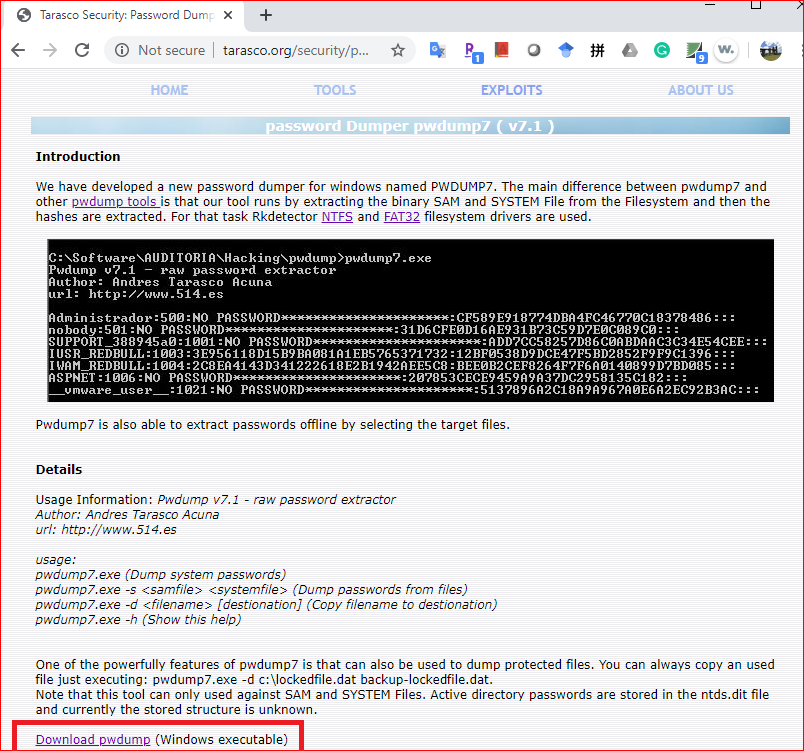 Tarasco Security: Password Dump
Not secure
tarasco.org/security/p...
1
9
HOME
TOOLS
EXPLOITS
ABOUT US
password Dumper pwdump7 ( v7.1 )
Introduction
We have developed a new password dumper for windows named PWDUMP7. The main difference between pwdump7 and
other pwdump tools is that our tool runs by extracting the binary SAM and SYSTEM File from the Filesystem and then the
hashes are extracted. For that task Rkdetector NTFS and FAT32 filesystem drivers are used.
C:\Software\AUDITORIA\Hacking\pwdump>pwdump7.exe
Pwdump v7.1 - raw password extractor
Author: Andres Tarasco Acuna
url: http://www.514.es
Administrador:500:NO PASSWORD*********************:CF589E918774DBA4FC46770C18378486:::
nobody:501:NO PASSWORD*********************:31D6CFE0D16AE931B73C59D7E0C089C0:::
SUPPORT_388945a0:1001:NO PASSWORD*********************:ADD7CC58257D86C0ABDAAC3C34E54CEE:::
IUSR_REDBULL:1003:3E956118D15B9BA081A1EB5765371732:12BF0538D9DCE47F5BD2852F9F9C1396:::
IWAM_REDBULL:1004:2C8EA4143D341222618E2B1942AEE5C8:BEE0B2CEF8264F7F6A0140899D7BD085:::
ASPNET:1006:NO PASSWORD*********************:207853CECE9459A9A37DC2958135C182:::
__vmware_user__:1021:NO PASSWORD*********************:5137896A2C18A9A967A0E6A2EC92B3AC:::
Pwdump7 is also able to extract passwords offline by selecting the target files.
Details
Usage Information: Pwdump v7.1 - raw password extractor
Author: Andres Tarasco Acuna
url: http://www.514.es
usage:
pwdump7.exe (Dump system passwords)
pwdump7.exe -s <samfile> <systemfile> (Dump passwords from files)
pwdump7.exe -d <filename> [destionation] (Copy filename to destionation)
pwdump7.exe -h (Show this help)
One of the powerfully features of pwdump7 is that can also be used to dump protected files. You can always copy an used
file just executing: pwdump7.exe -d c:\lockedfile.dat backup-lockedfile.dat.
Note that this tool can only used against SAM and SYSTEM Files. Active directory passwords are stored in the ntds.dit file
and currently the stored structure is unknown.
Download pwdump (Windows executable)